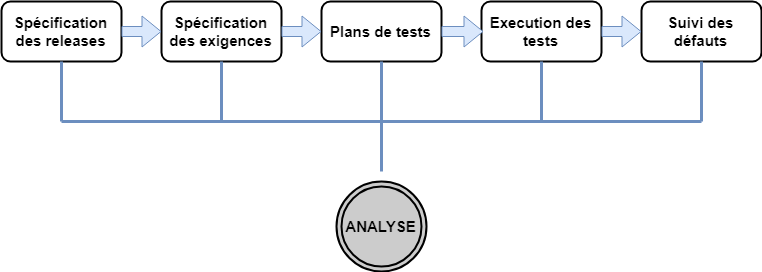 Spécification
des releases
Spécification
des exigences
Plans de tests
Execution des
tests
Suivi des
défauts
ANALYSE